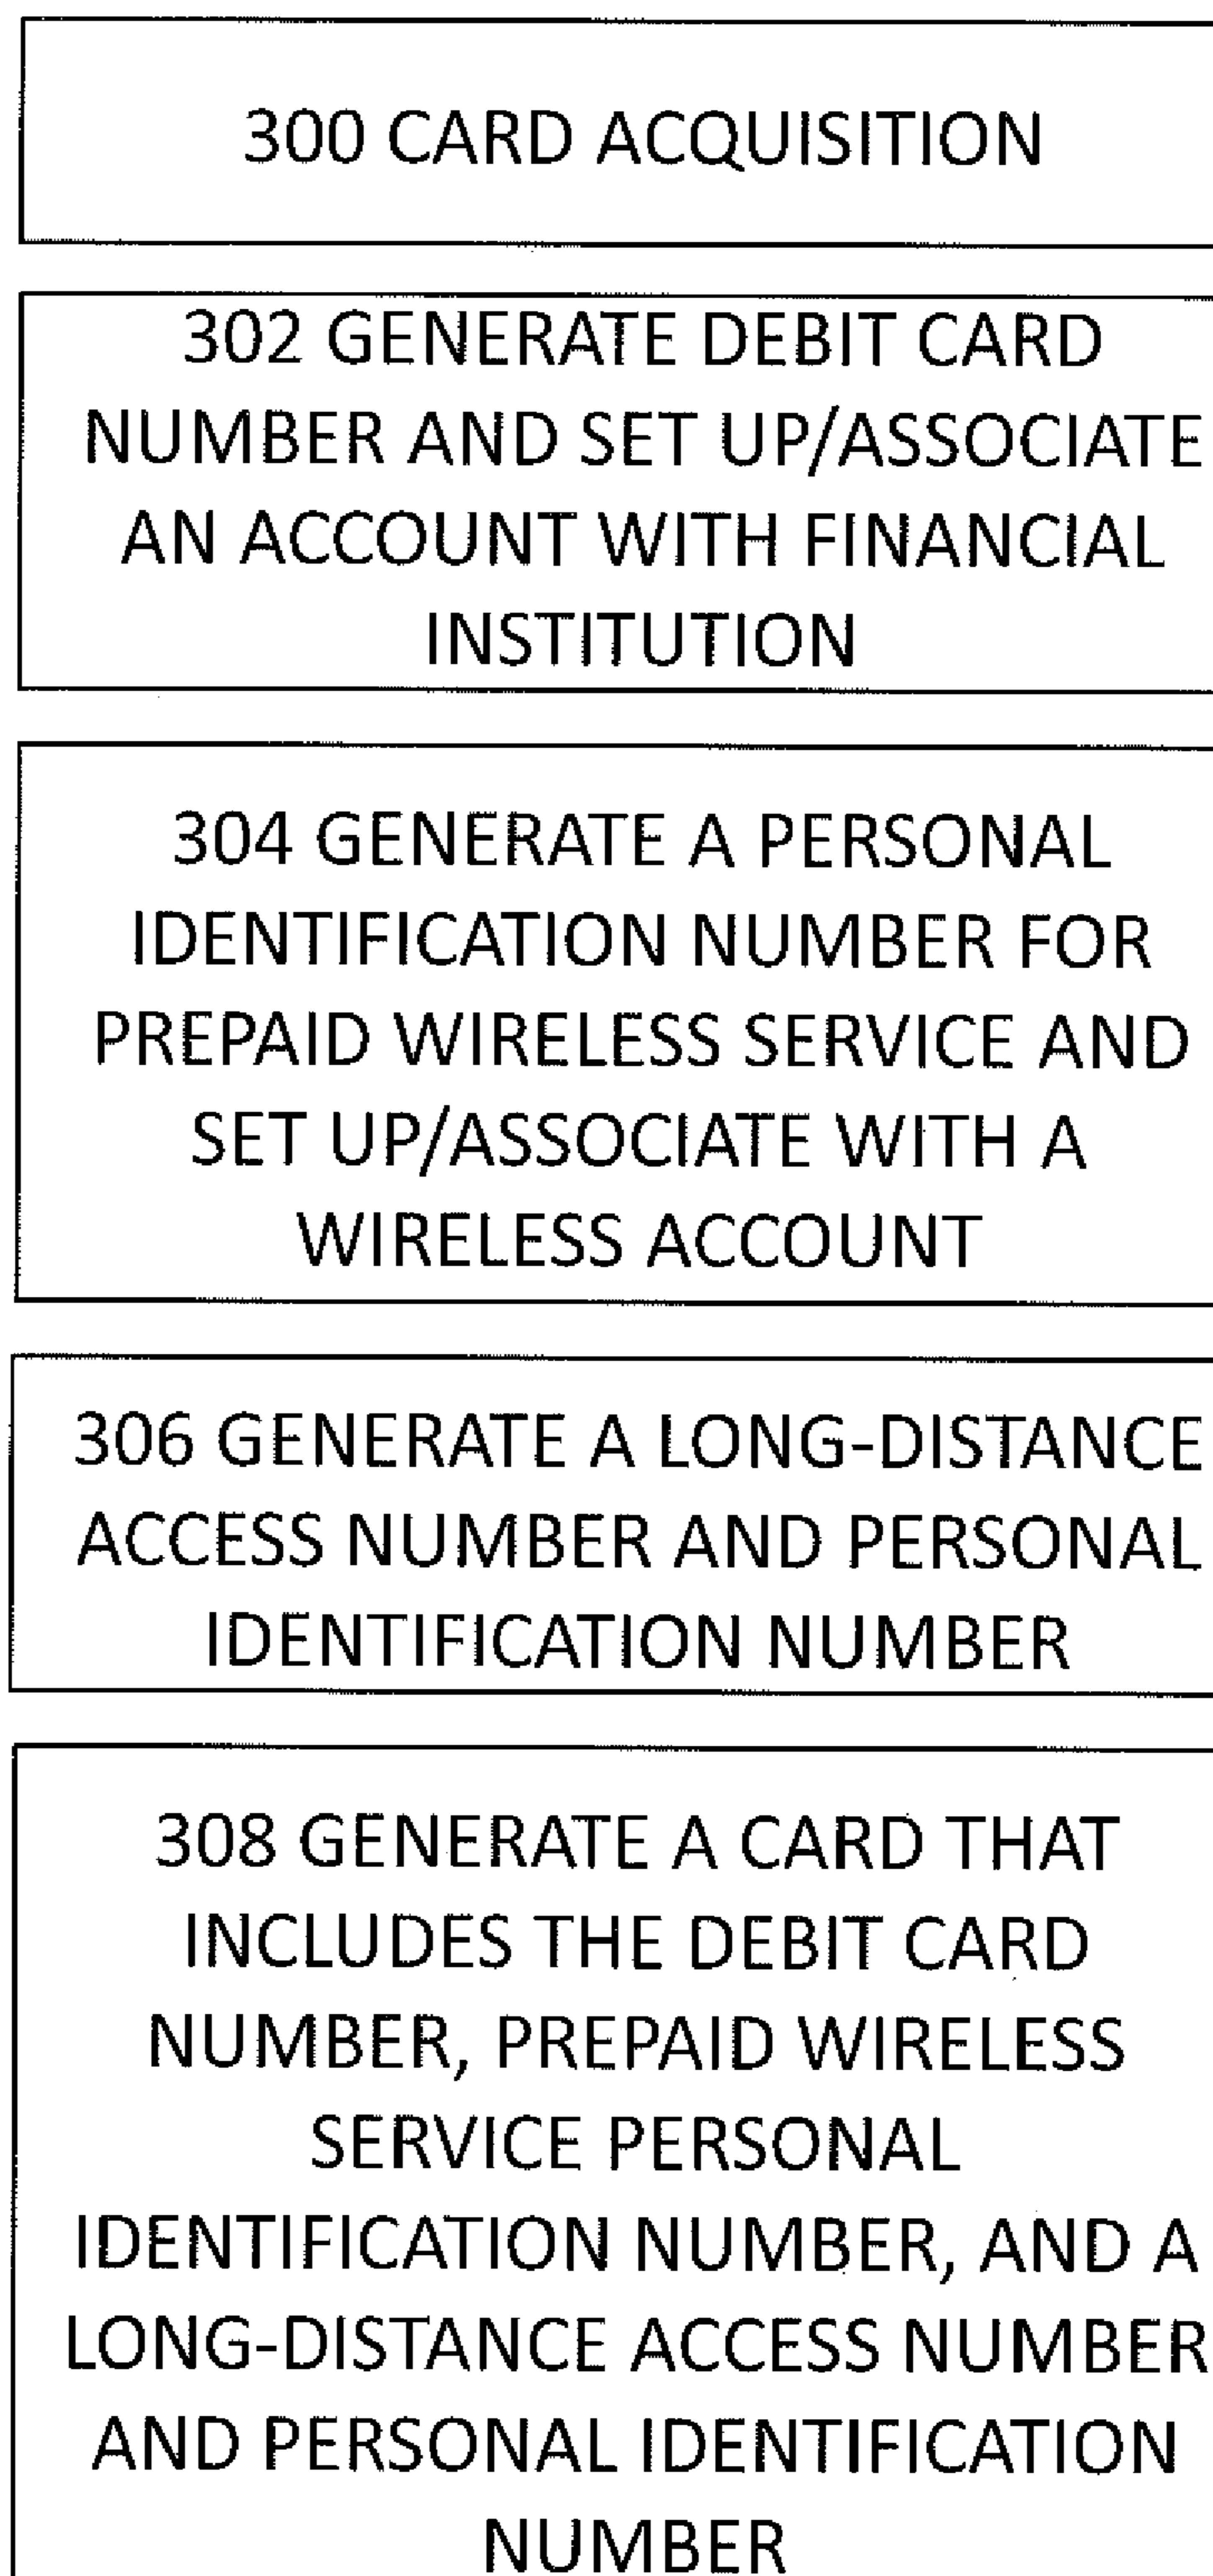 300 CARD ACQUISITION
302 GENERATE DEBIT CARD
NUMBER AND SET UP/ASSOCIATE
AN ACCOUNT WITH FINANCIAL
INSTITUTION
304 GENERATE A PERSONAL
IDENTIFICATION NUMBER FOR
PREPAID WIRELESS SERVICE AND
SET UP/ASSOCIATE WITH A
WIRELESS ACCOUNT
306 GENERATE A LONG-DISTANCE
ACCESS NUMBER AND PERSONAL
IDENTIFICATION NUMBER
308 GENERATE A CARD THAT
INCLUDES THE DEBIT CARD
NUMBER, PREPAID WIRELESS
SERVICE PERSONAL
IDENTIFICATION NUMBER, AND A
LONG-DISTANCE ACCESS NUMBER
AND PERSONAL IDENTIFICATION
NUMBER